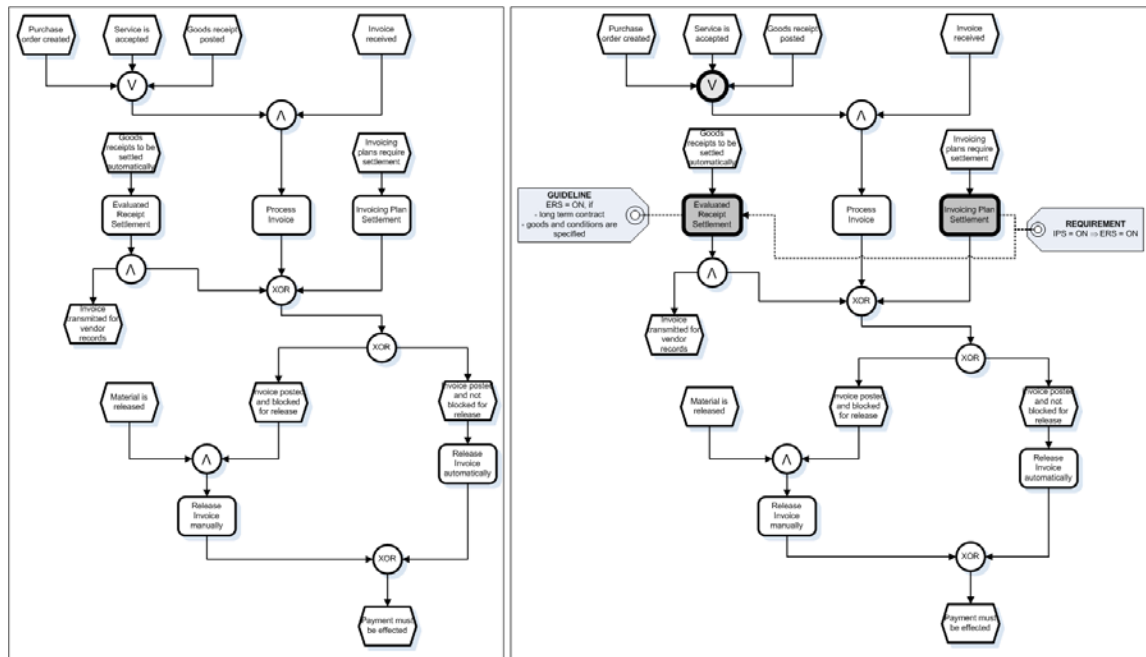 Purchase
order created
Service is
accepted
Goods receipt
posted
Invoice
received
V
Λ
Goods
receipts to be
settled
automatically
Invoicing
plans require
settlement
Evaluated
Receipt
Settlement
Process
Invoice
Invoicing Plan
Settlement
Λ
XOR
Invoice
transmitted for
vendor
records
XOR
Material is
released
Invoice posted
and blocked
for release
Invoice posted
and not
blocked for
release
Λ
Release
Invoice
automatically
Release
Invoice
manually
XOR
Payment must
be effected
Purchase
order created
Service is
accepted
Goods receipt
posted
Invoice
received
V
Λ
Goods
receipts to be
settled
automatically
Invoicing
plans require
settlement
GUIDELINE
ERS = ON, if
- long term contract
- goods and conditions are
specified
Evaluated
Receipt
Settlement
Process
Invoice
Invoicing Plan
Settlement
REQUIREMENT
IPS = ON ⇒ ERS = ON
Λ
XOR
Invoice
transmitted for
vendor
records
XOR
Material is
released
Invoice posted
and blocked
for release
Invoice posted
and not
blocked for
release
Λ
Release
Invoice
automatically
Release
Invoice
manually
XOR
Payment must
be effected